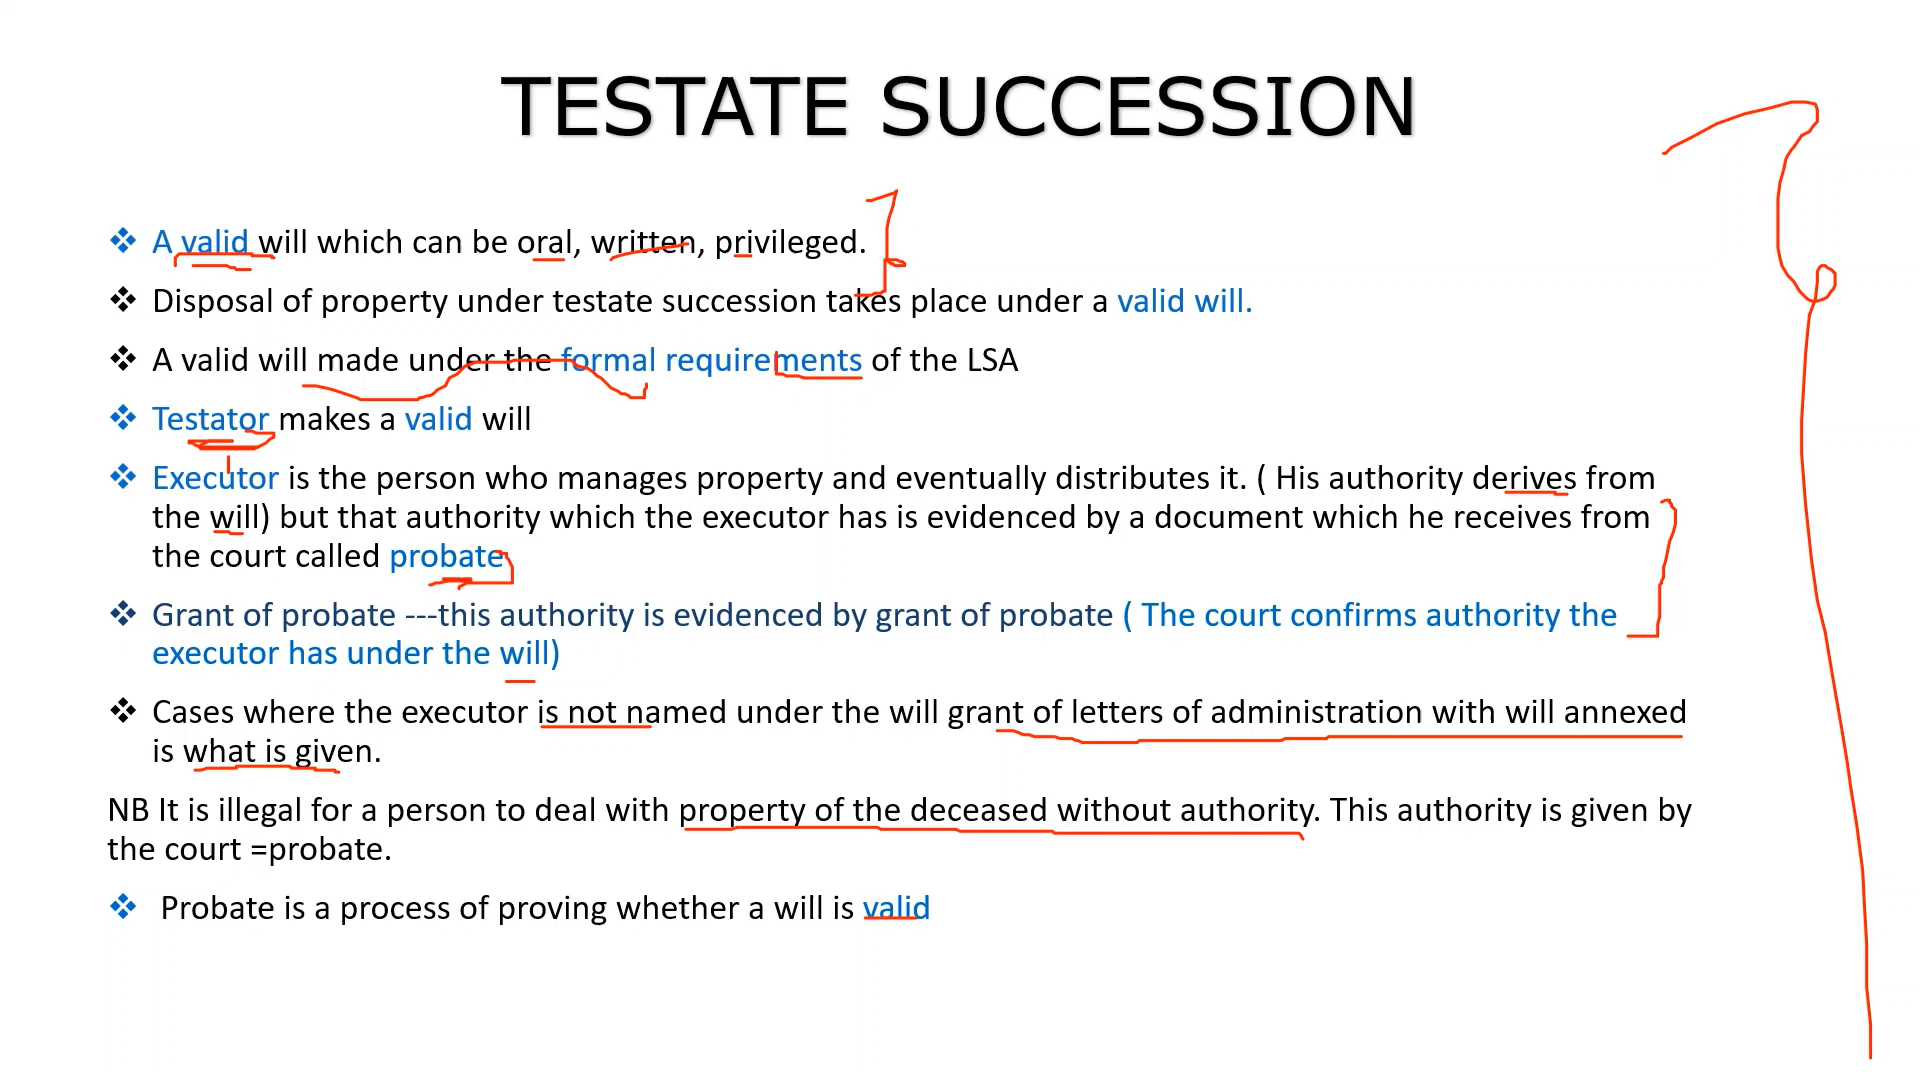 TESTATE SUCCESSION
A valid will which can be oral, written, privileged.
Disposal of property under testate succession takes place under a valid will.
A valid will made under the formal requirements of the LSA
Testator makes a valid will
Executor is the person who manages property and eventually distributes it. ( His authority derives from
the will) but that authority which the executor has is evidenced by a document which he receives from
the court called probate
Grant of probate ---this authority is evidenced by grant of probate ( The court confirms authority the
executor has under the will)
Cases where the executor is not named under the will grant of letters of administration with will annexed
is what is given.
NB It is illegal for a person to deal with property of the deceased without authority. This authority is given by
the court =probate.
Probate is a process of proving whether a will is valid